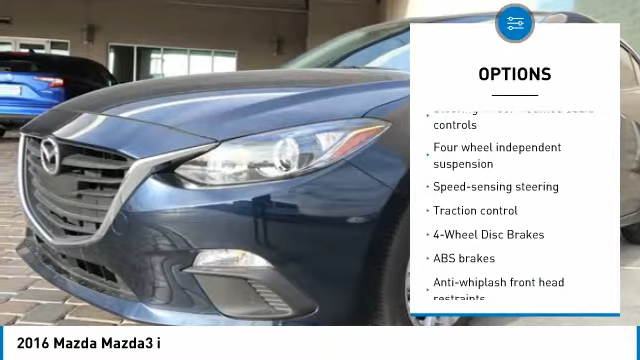 OPTIONS
controls
Four wheel independent
suspension
Speed-sensing steering
Traction control
4-Wheel Disc Brakes
ABS brakes
Anti-whiplash front head
restraints
2016 Mazda Mazda3 i